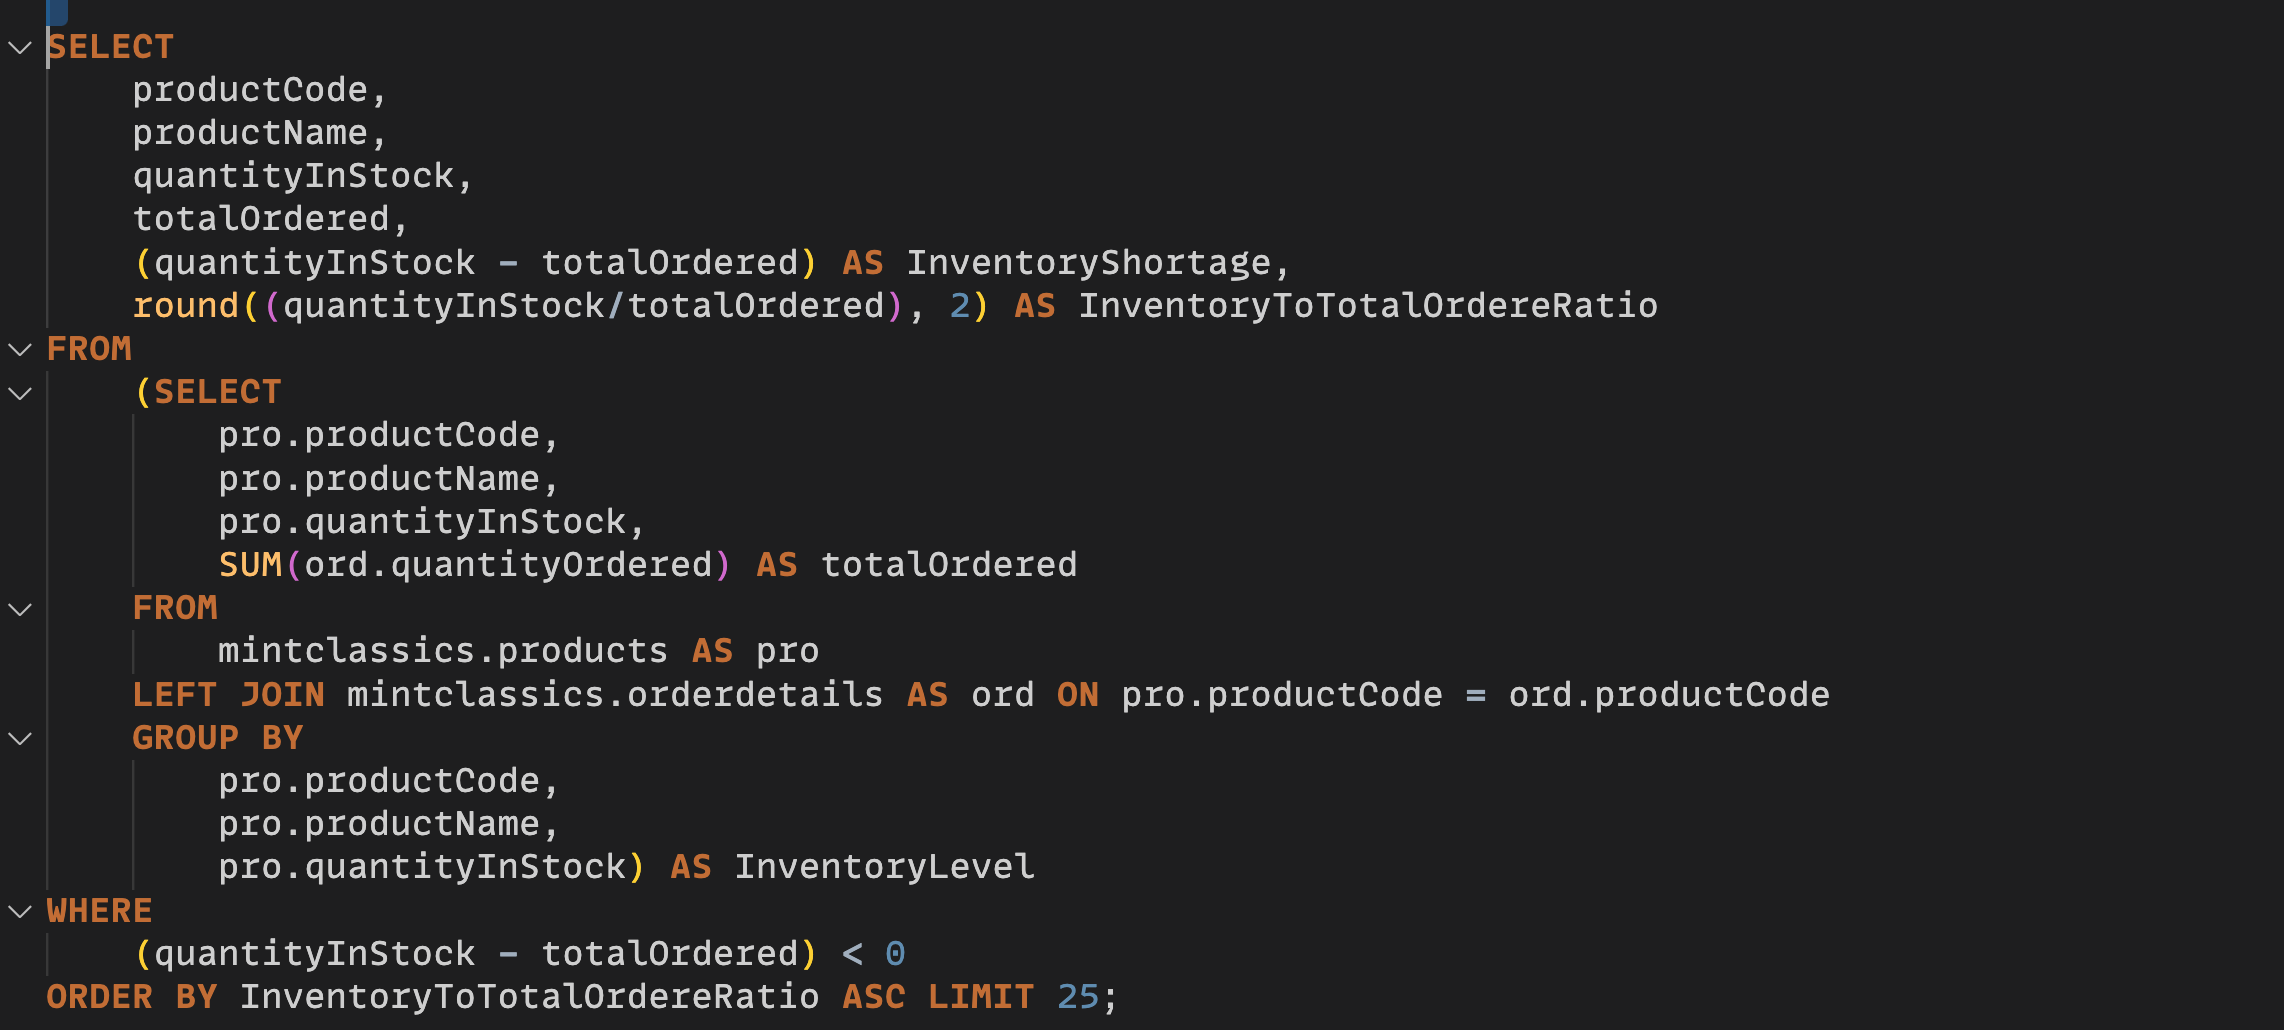 SELECT
productCode,
productName,
quantityInStock,
totalOrdered,
(quantityInStock - totalOrdered) AS InventoryShortage,
round((quantityInStock/totalOrdered), 2) AS InventoryToTotalOrdereRatio
FROM
(SELECT
pro.productCode,
pro.productName,
pro.quantityInStock,
SUM(ord.quantityOrdered) AS totalOrdered
FROM
mintclassics.products AS pro
LEFT JOIN mintclassics.orderdetails AS ord ON pro.productCode = ord.productCode
GROUP BY
pro.productCode,
pro.productName,
pro.quantityInStock) AS InventoryLevel
WHERE
(quantityInStock - totalOrdered) < 0
ORDER BY InventoryToTotalOrdereRatio ASC LIMIT 25;